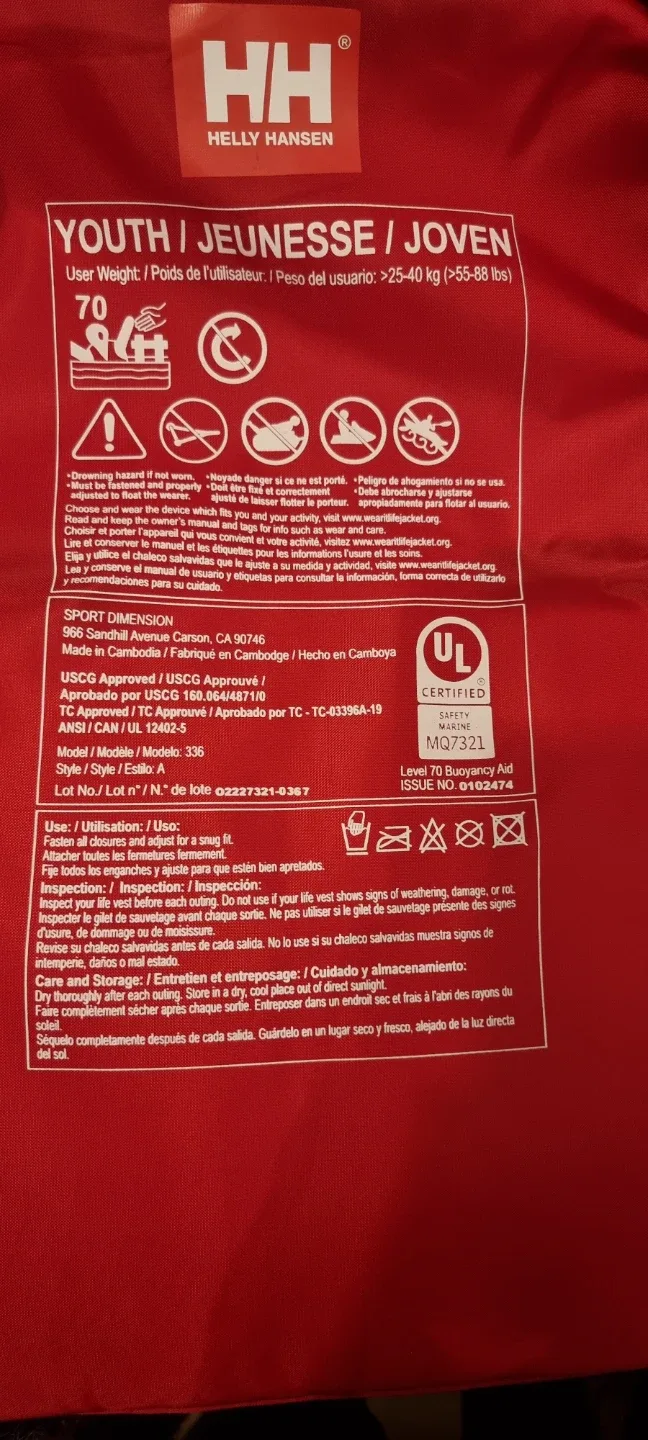 HH®
HELLY HANSEN
YOUTH / JEUNESSE / JOVEN
User Weight: / Poids de l'utilisateur: / Peso del usuario: >25-40 kg (>55-88 lbs)
70
•Drowning hazard if not worn.
•Must be fastened and properly
adjusted to float the wearer.
•Noyade danger si ce ne est porté.
•Doit être fixé et correctement
ajusté de laisser flotter le porteur.
•Peligro de ahogamiento si no se usa.
•Debe abrocharse y ajustarse
apropiadamente para flotar al usuario.
Choose and wear the device which fits you and your activity, visit www.wearitlifejacket.org.
Read and keep the owner's manual and tags for info such as wear and care.
Choisir et porter l'appareil qui vous convient et votre activité, visitez www.wearitlifejacket.org.
Lire et conserver le manuel et les étiquettes pour les informations l'usure et les soins.
Elija y utilice el chaleco salvavidas que le ajuste a su medida y actividad, visite www.wearitlifejacket.org.
Lea y conserve el manual de usuario y etiquetas para consultar la información, forma correcta de utilizarlo
y recomendaciones para su cuidado.
SPORT DIMENSION
966 Sandhill Avenue Carson, CA 90746
Made in Cambodia / Fabriqué en Cambodge / Hecho en Camboya
USCG Approved / USCG Approuvé /
Aprobado por USCG 160.064/4871/0
TC Approved / TC Approuvé / Aprobado por TC - TC-03396A-19
ANSI / CAN / UL 12402-5
Model / Modèle / Modelo: 336
Style / Style / Estilo: A
Lot No./ Lot n° / N.° de lote 02227321-0367
UL®
CERTIFIED
SAFETY
MARINE
MQ7321
Level 70 Buoyancy Aid
ISSUE NO. 0102474
Use: / Utilisation: / Uso:
Fasten all closures and adjust for a snug fit.
Attacher toutes les fermetures fermement.
Fije todos los enganches y ajuste para que estén bien apretados.
Inspection: / Inspection: / Inspección:
Inspect your life vest before each outing. Do not use if your life vest shows signs of weathering, damage, or rot.
Inspecter le gilet de sauvetage avant chaque sortie. Ne pas utiliser si le gilet de sauvetage présente des signes
d'usure, de dommage ou de moisissure.
Revise su chaleco salvavidas antes de cada salida. No lo use si su chaleco salvavidas muestra signos de
intemperie, daños o mal estado.
Care and Storage: / Entretien et entreposage: / Cuidado y almacenamiento:
Dry thoroughly after each outing. Store in a dry, cool place out of direct sunlight.
Faire complètement sécher après chaque sortie. Entreposer dans un endroit sec et frais à l'abri des rayons du
soleil.
Séquelo completamente después de cada salida. Guárdelo en un lugar seco y fresco, alejado de la luz directa
del sol.